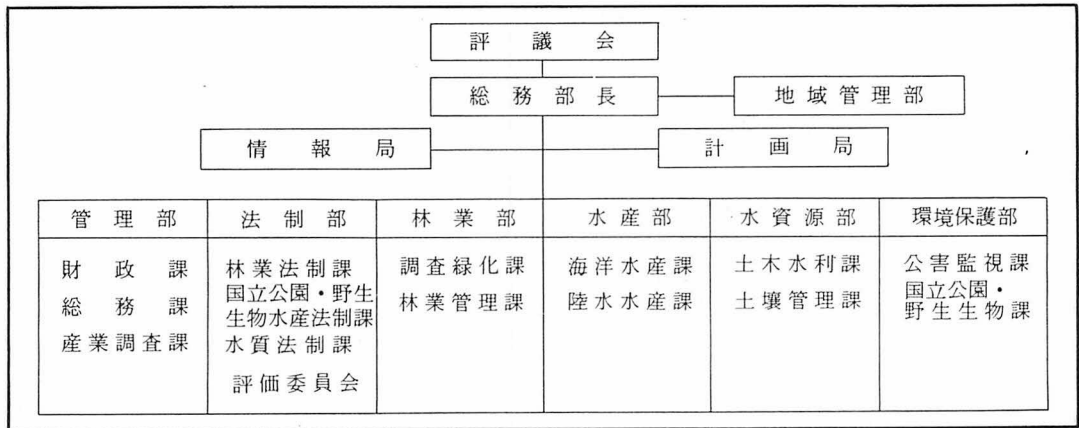 評議会
総務部長
地域管理部
情報局
計画局
管理部
財政課
総務課
産業調査課
法制部
林業法制課
国立公園・野生
生物水産法制課
水質法制課
評価委員会
林業部
調査緑化課
林業管理課
水産部
海洋水産課
陸水水産課
水資源部
土木水利課
土壌管理課
環境保護部
公害監視課
国立公園・
野生生物課